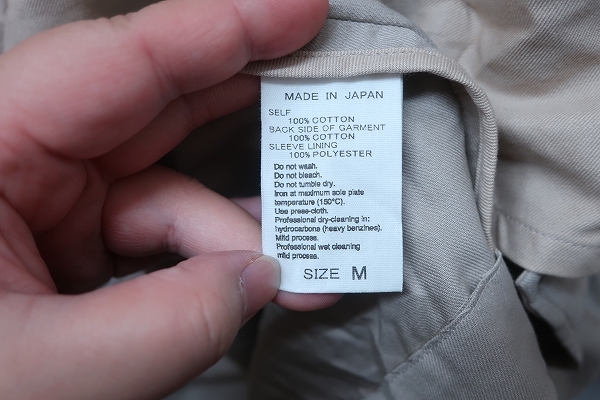 MADE IN JAPAN
SELF
100% COTTON
BACK SIDE OF GARMENT
100% COTTON
SLEEVE LINING
100% POLYESTER
Do not wash.
Do not bleach.
Do not tumble dry.
Iron at maximum sole plate
temperature (150°C).
Use press-cloth.
Professional dry-cleaning in:
hydrocarbone (heavy benzines).
Mild process.
Professional wet cleaning
mild process.
SIZE M